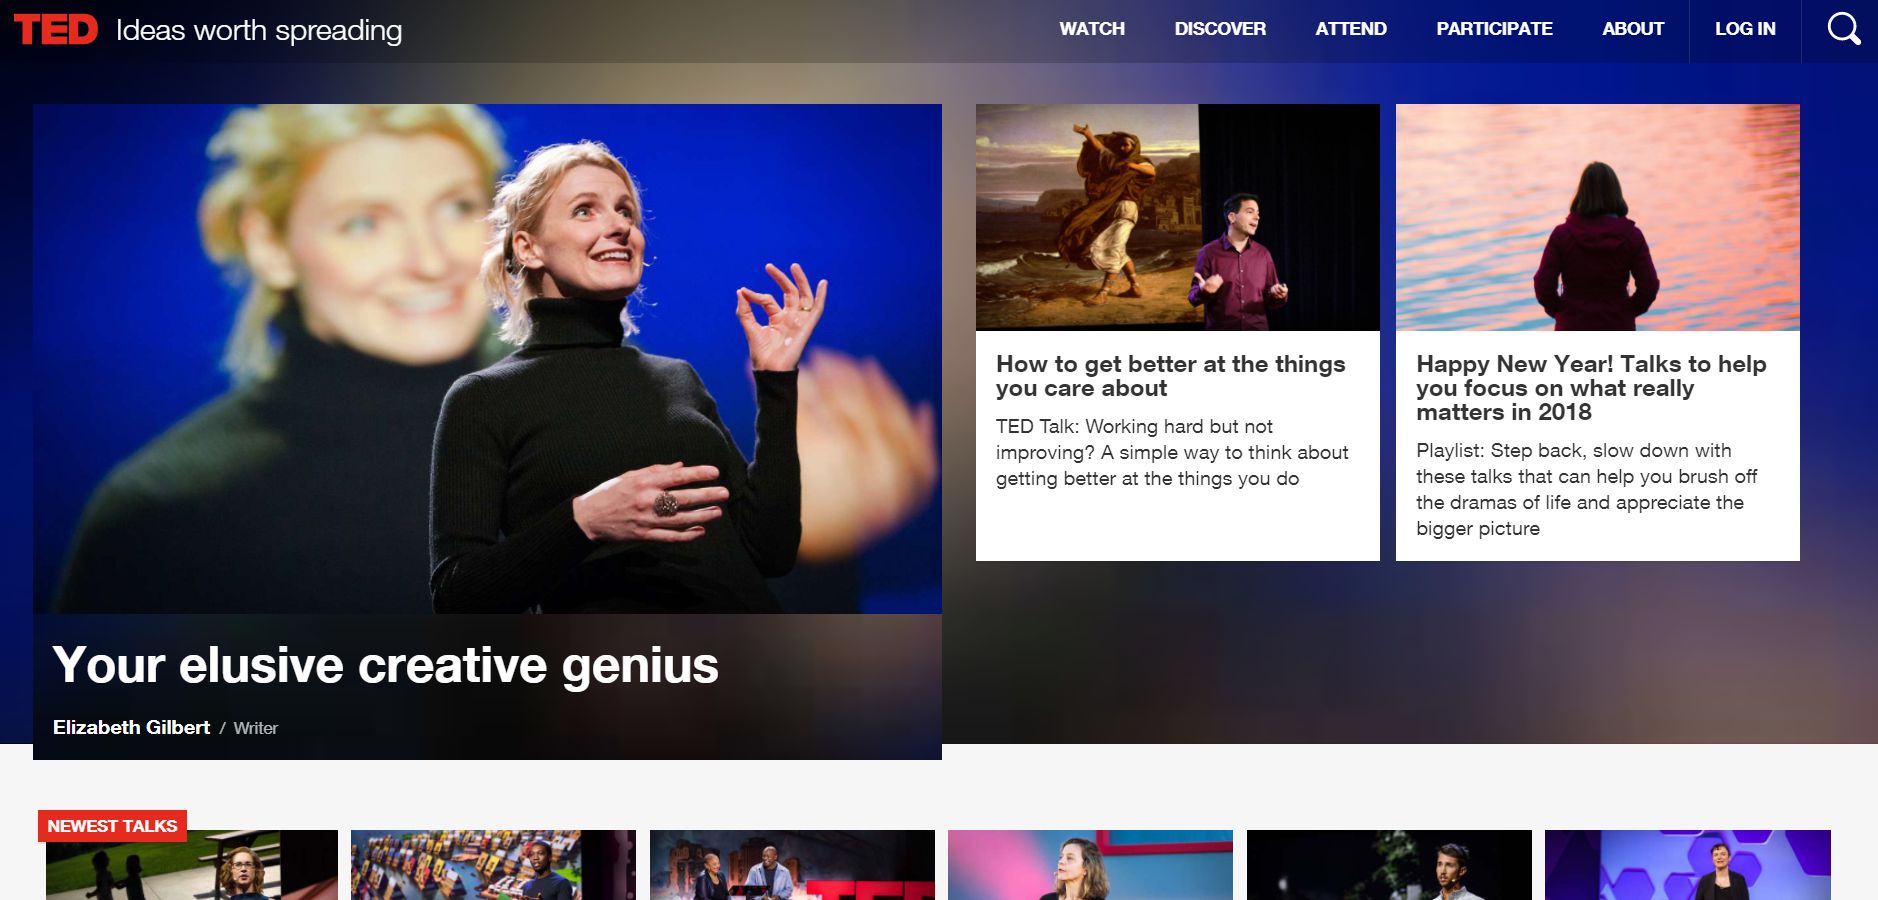 TED Ideas worth spreading
WATCH DISCOVER ATTEND PARTICIPATE ABOUT LOG IN
Your elusive creative genius
Elizabeth Gilbert / Writer
How to get better at the things
you care about
TED Talk: Working hard but not
improving? A simple way to think about
getting better at the things you do
Happy New Year! Talks to help
you focus on what really
matters in 2018
Playlist: Step back, slow down with
these talks that can help you brush off
the dramas of life and appreciate the
bigger picture
NEWEST TALKS